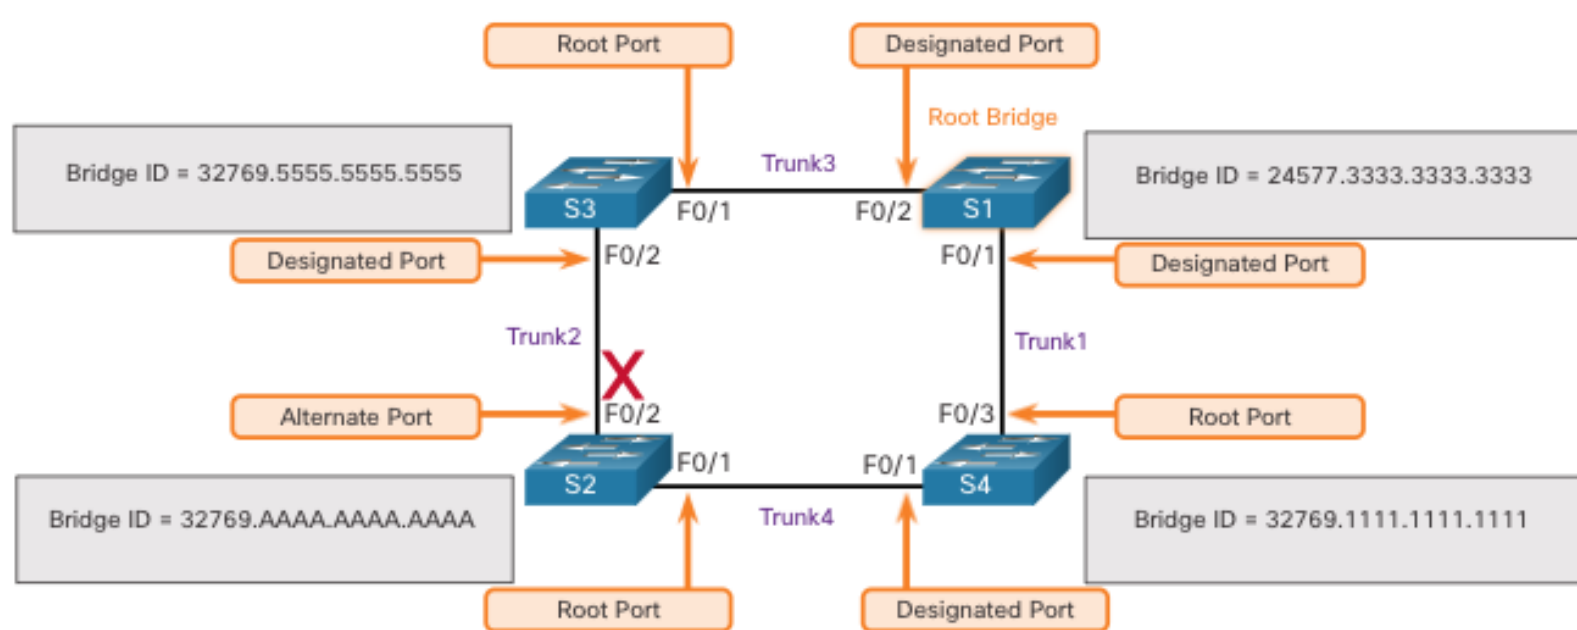 Root Port
Designated Port
Root Bridge
Bridge ID = 32769.5555.5555.5555
Trunk3
Bridge ID = 24577.3333.3333.3333
S3
F0/1
F0/2
S1
Designated Port
F0/2
F0/1
Designated Port
Trunk2
Trunk1
X
Alternate Port
F0/2
F0/3
Root Port
S2
F0/1
F0/1
S4
Bridge ID = 32769.AAAA.AAAA.AAAA
Trunk4
Bridge ID = 32769.1111.1111.1111
Root Port
Designated Port